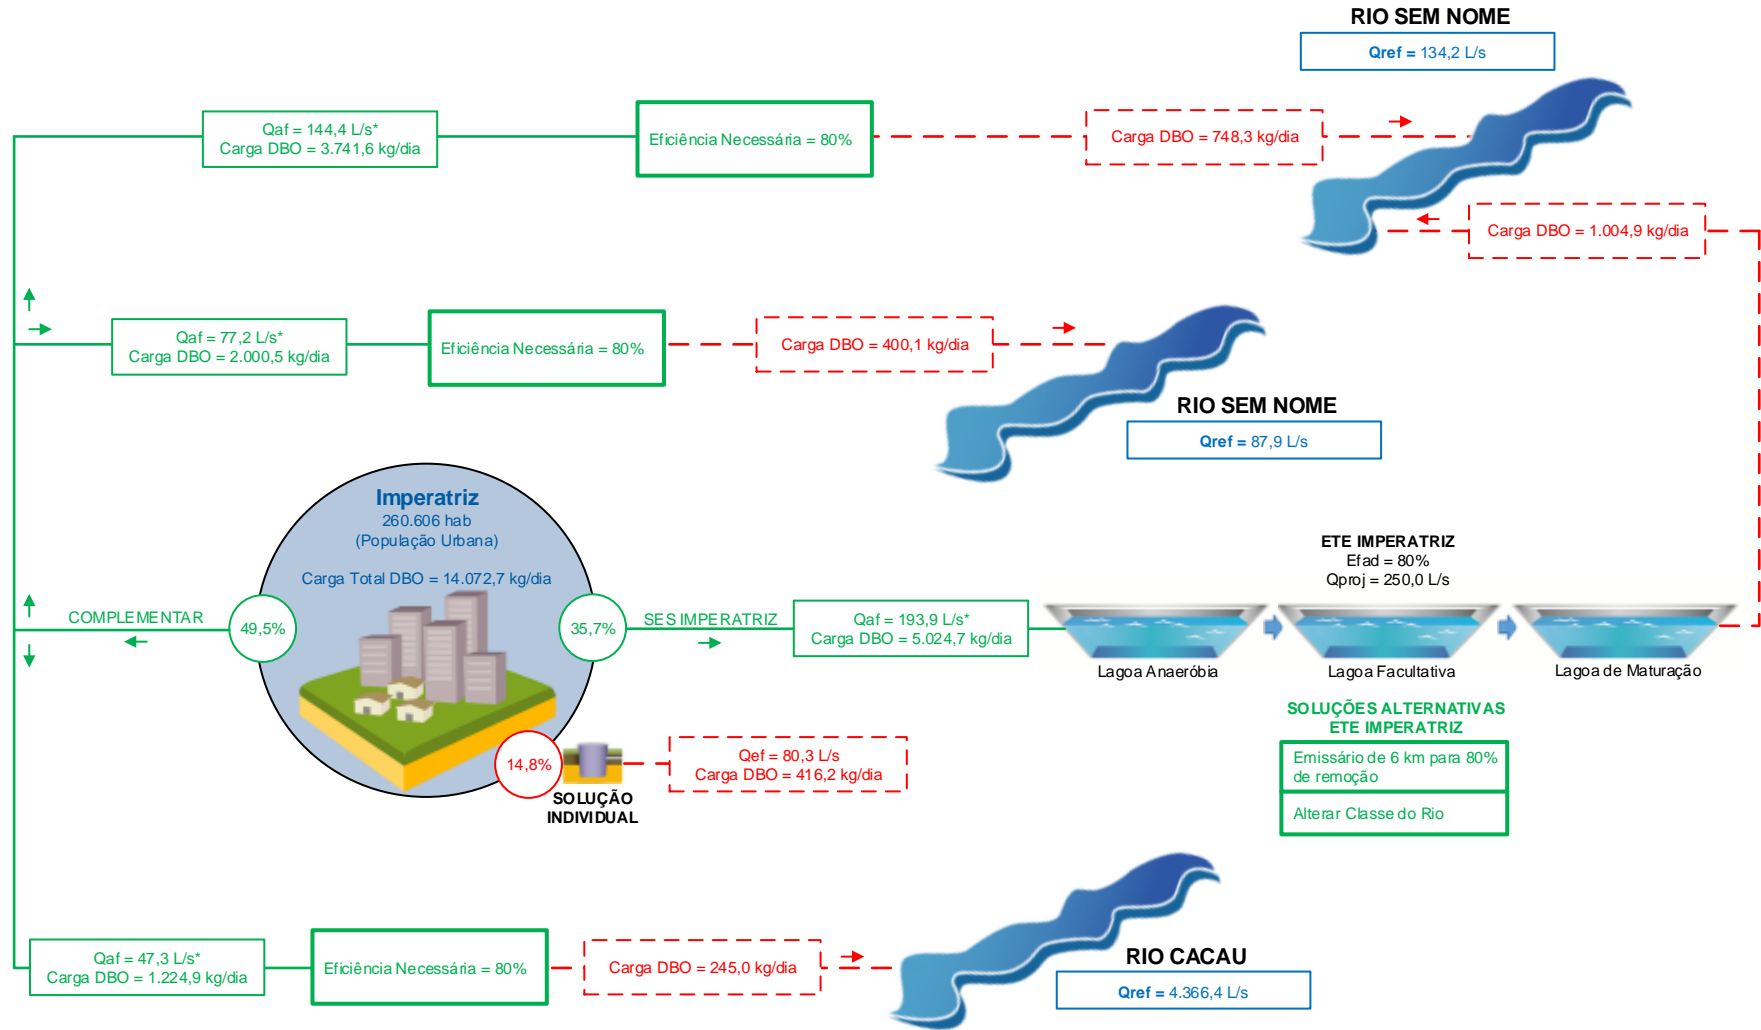 RIO SEM NOME
Qref = 134,2 L/s
Qaf = 144,4 L/s*
Carga DBO = 3.741,6 kg/dia
Eficiência Necessária = 80%
Carga DBO = 748,3 kg/dia
Carga DBO = 1.004,9 kg/dia
Qaf = 77,2 L/s*
Carga DBO = 2.000,5 kg/dia
Eficiência Necessária = 80%
Carga DBO = 400,1 kg/dia
RIO SEM NOME
Qref = 87,9 L/s
Imperatriz
260.606 hab
(População Urbana)
Carga Total DBO = 14.072,7 kg/dia
COMPLEMENTAR
49,5%
35,7%
SES IMPERATRIZ
Qaf = 193,9 L/s*
Carga DBO = 5.024,7 kg/dia
ETE IMPERATRIZ
Efad = 80%
Qproj = 250,0 L/s
Lagoa Anaeróbia
Lagoa Facultativa
Lagoa de Maturação
SOLUÇÕES ALTERNATIVAS
ETE IMPERATRIZ
Emissário de 6 km para 80%
de remoção
Alterar Classe do Rio
14,8%
SOLUÇÃO
INDIVIDUAL
Qef = 80,3 L/s
Carga DBO = 416,2 kg/dia
Qaf = 47,3 L/s*
Carga DBO = 1.224,9 kg/dia
Eficiência Necessária = 80%
Carga DBO = 245,0 kg/dia
RIO CACAU
Qref = 4.366,4 L/s